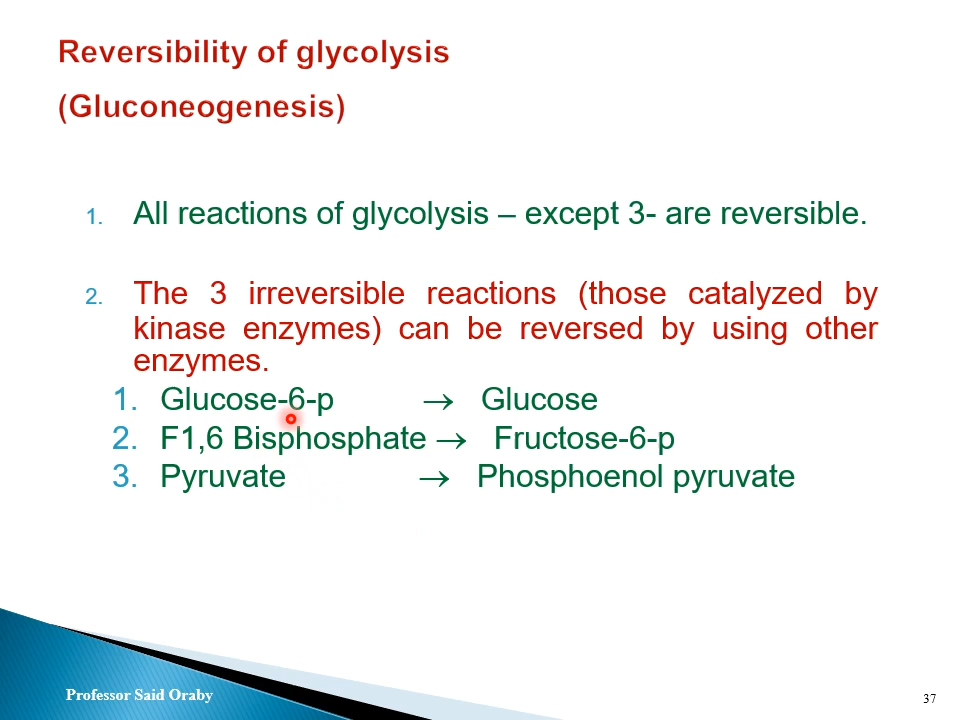 Reversibility of glycolysis
(Gluconeogenesis)
1. All reactions of glycolysis – except 3- are reversible.
2. The 3 irreversible reactions (those catalyzed by
kinase enzymes) can be reversed by using other
enzymes.
1. Glucose-6-p → Glucose
2. F1,6 Bisphosphate → Fructose-6-p
3. Pyruvate → Phosphoenol pyruvate
Professor Said Oraby
37